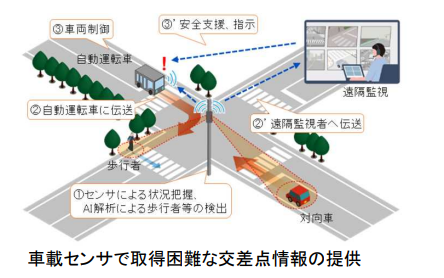 ③車両制御
③’安全支援、指示
自動運転車
遠隔監視
②自動運転車に伝送
②’遠隔監視者へ伝送
歩行者
①センサによる状況把握、
AI解析による歩行者等の検出
対向車
車載センサで取得困難な交差点情報の提供